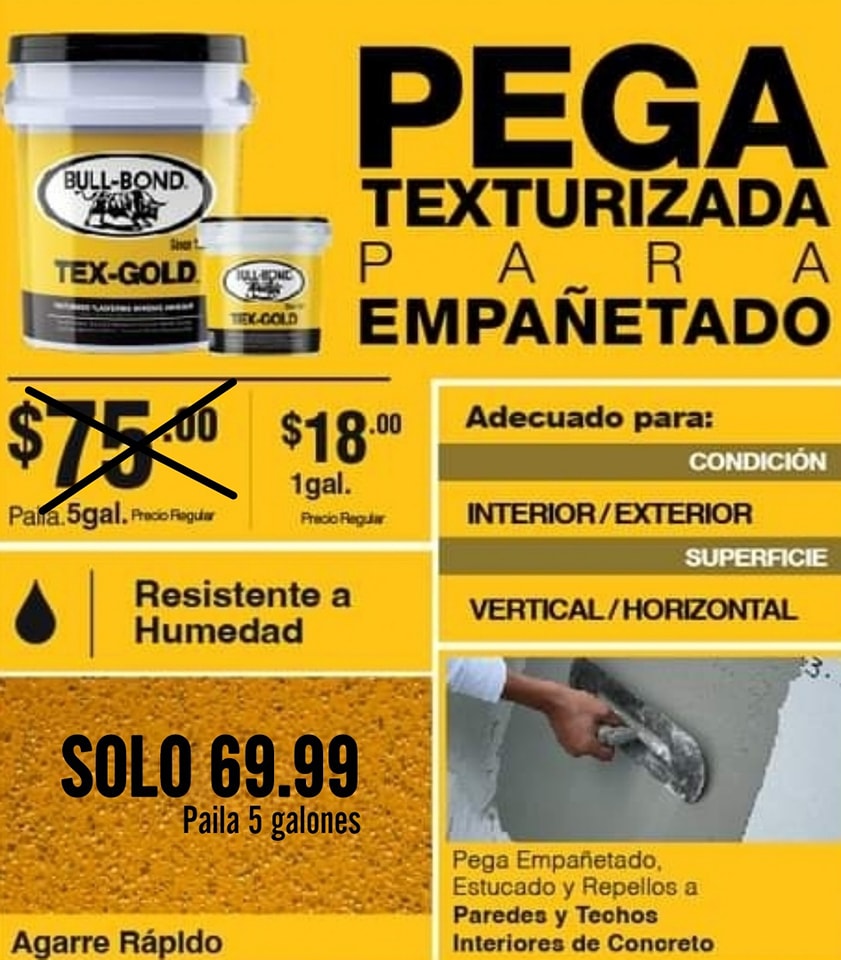 PEGA
TEXTURIZADA
PARA
EMPAÑETADO
BULL-BOND
Since
TEX-GOLD
BULL-BOND
TEX-GOLD
$75.00
Paila. 5gal. Precio Regular
$18.00
1gal.
Precio Regular
Adecuado para:
CONDICIÓN
INTERIOR / EXTERIOR
SUPERFICIE
VERTICAL / HORIZONTAL
Resistente a
Humedad
SOLO 69.99
Paila 5 galones
Agarre Rápido
Pega Empañetado,
Estucado y Repellos a
Paredes y Techos
Interiores de Concreto